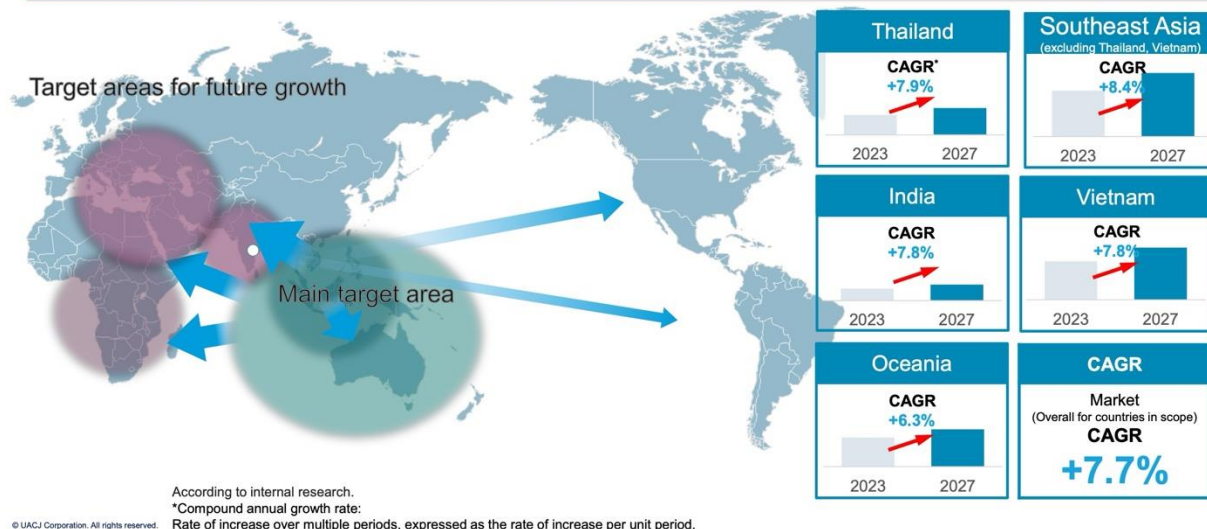 Target areas for future growth
Main target area
Thailand
CAGR*
+7.9%
2023 2027
Southeast Asia
(excluding Thailand, Vietnam)
CAGR
+8.4%
2023 2027
India
CAGR
+7.8%
2023 2027
Vietnam
CAGR
+7.8%
2023 2027
Oceania
CAGR
+6.3%
2023 2027
CAGR
Market
(Overall for countries in scope)
CAGR
+7.7%
According to internal research.
*Compound annual growth rate:
Rate of increase over multiple periods, expressed as the rate of increase per unit period.
© UACJ Corporation. All rights reserved.